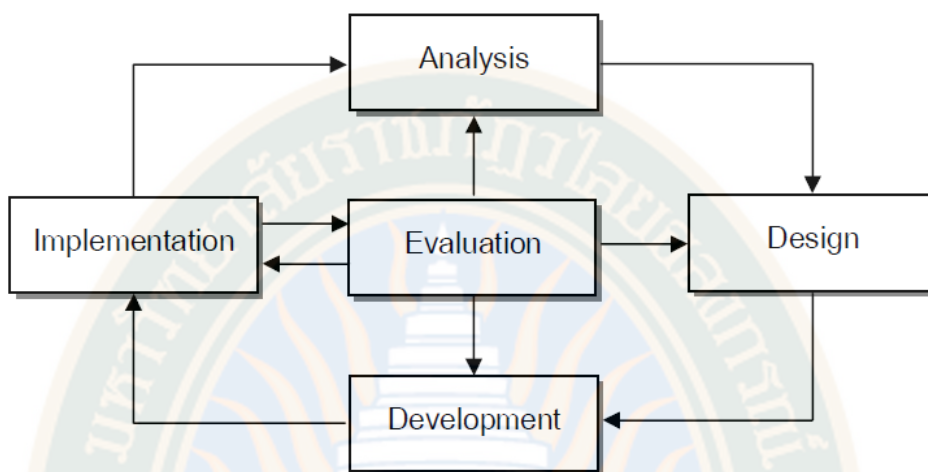 Analysis
Implementation
Evaluation
Design
Development